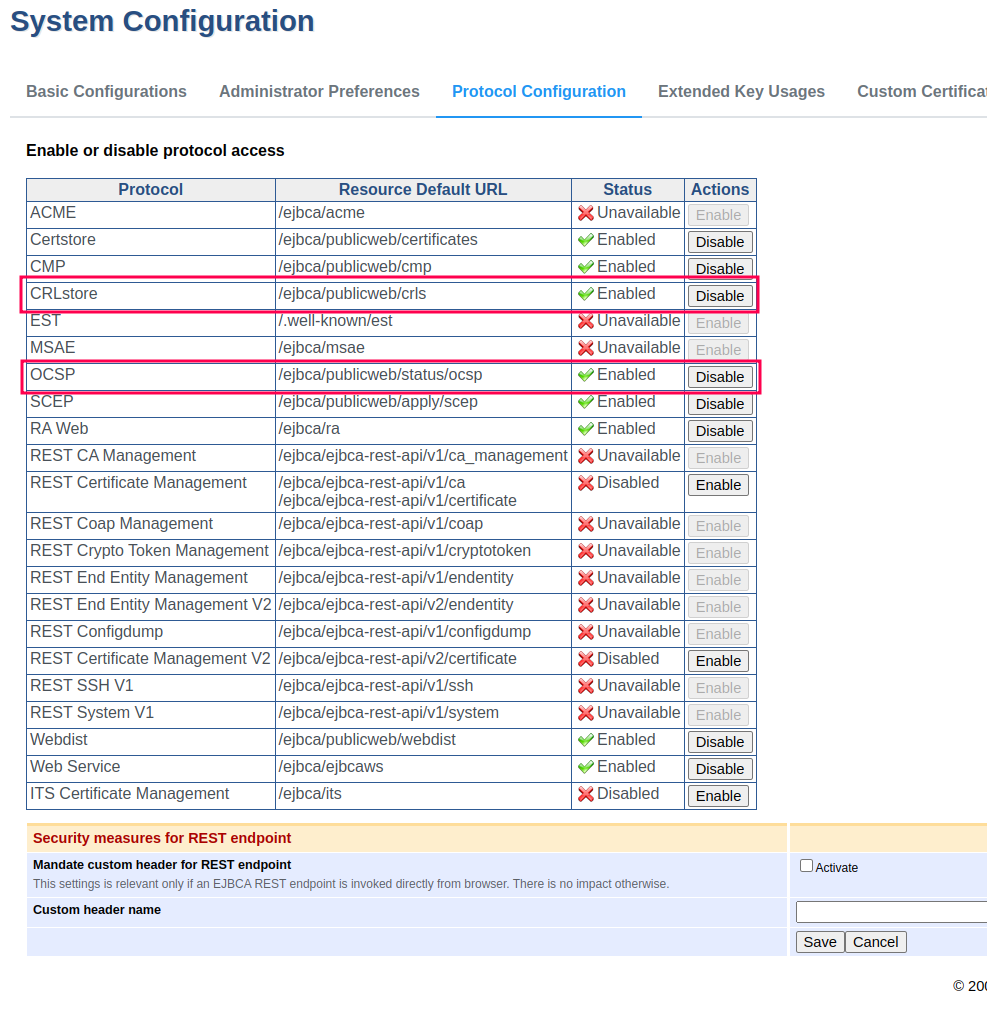 System Configuration
Basic Configurations Administrator Preferences Protocol Configuration Extended Key Usages Custom Certificat
Enable or disable protocol access
Protocol Resource Default URL Status Actions
ACME /ejbca/acme Unavailable Enable
Certstore /ejbca/publicweb/certificates Enabled Disable
CMP /ejbca/publicweb/cmp Enabled Disable
CRLstore /ejbca/publicweb/crls Enabled Disable
EST /.well-known/est Unavailable Enable
MSAE /ejbca/msae Unavailable Enable
OCSP /ejbca/publicweb/status/ocsp Enabled Disable
SCEP /ejbca/publicweb/apply/scep Enabled Disable
RA Web /ejbca/ra Enabled Disable
REST CA Management /ejbca/ejbca-rest-api/v1/ca_management Unavailable Enable
REST Certificate Management /ejbca/ejbca-rest-api/v1/ca Disabled Enable
/ejbca/ejbca-rest-api/v1/certificate
REST Coap Management /ejbca/ejbca-rest-api/v1/coap Unavailable Enable
REST Crypto Token Management /ejbca/ejbca-rest-api/v1/cryptotoken Unavailable Enable
REST End Entity Management /ejbca/ejbca-rest-api/v1/endentity Unavailable Enable
REST End Entity Management V2 /ejbca/ejbca-rest-api/v2/endentity Unavailable Enable
REST Configdump /ejbca/ejbca-rest-api/v1/configdump Unavailable Enable
REST Certificate Management V2 /ejbca/ejbca-rest-api/v2/certificate Disabled Enable
REST SSH V1 /ejbca/ejbca-rest-api/v1/ssh Unavailable Enable
REST System V1 /ejbca/ejbca-rest-api/v1/system Unavailable Enable
Webdist /ejbca/publicweb/webdist Enabled Disable
Web Service /ejbca/ejbcaws Enabled Disable
ITS Certificate Management /ejbca/its Disabled Enable
Security measures for REST endpoint
Mandate custom header for REST endpoint Activate
This settings is relevant only if an EJBCA REST endpoint is invoked directly from browser. There is no impact otherwise.
Custom header name
Save Cancel
© 200